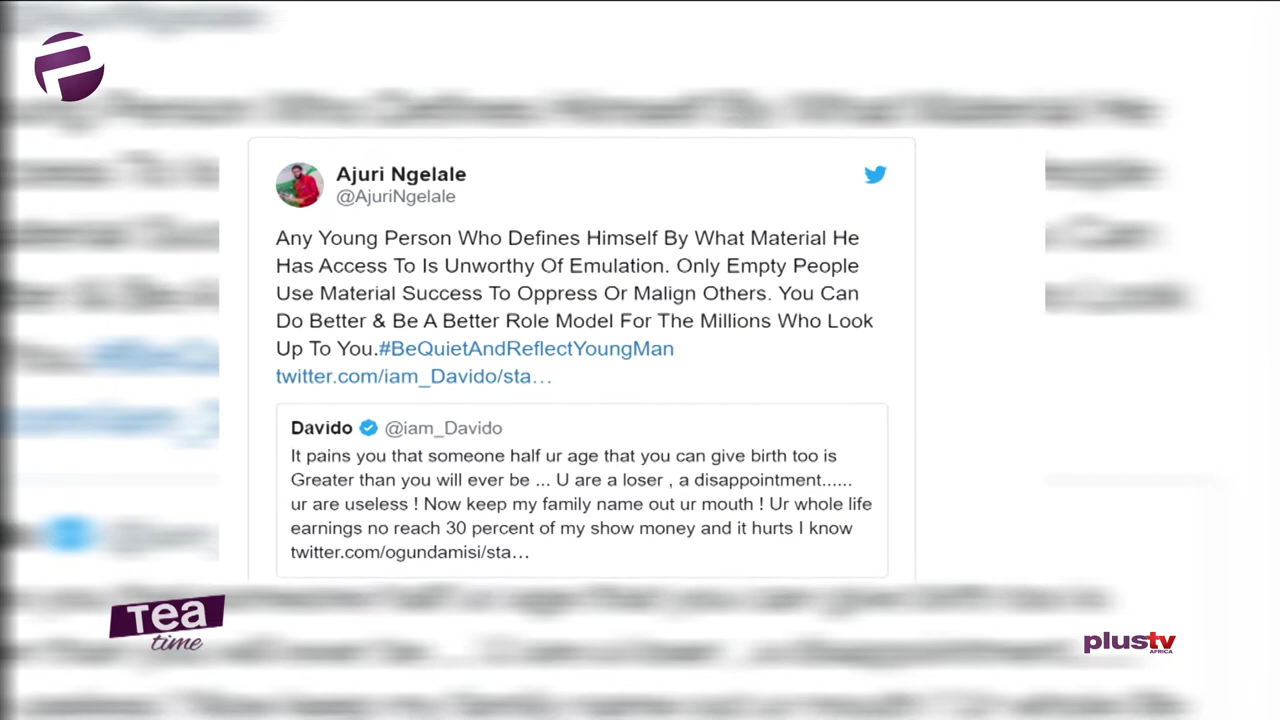 Ajuri Ngelale
@AjuriNgelale
Any Young Person Who Defines Himself By What Material He
Has Access To Is Unworthy Of Emulation. Only Empty People
Use Material Success To Oppress Or Malign Others. You Can
Do Better & Be A Better Role Model For The Millions Who Look
Up To You.#BeQuietAndReflectYoungMan
twitter.com/iam_Davido/sta…
Davido @iam_Davido
It pains you that someone half ur age that you can give birth too is
Greater than you will ever be ... U are a loser , a disappointment......
ur are useless ! Now keep my family name out ur mouth ! Ur whole life
earnings no reach 30 percent of my show money and it hurts I know
twitter.com/ogundamisi/sta…
Tea
time
plustv
AFRICA